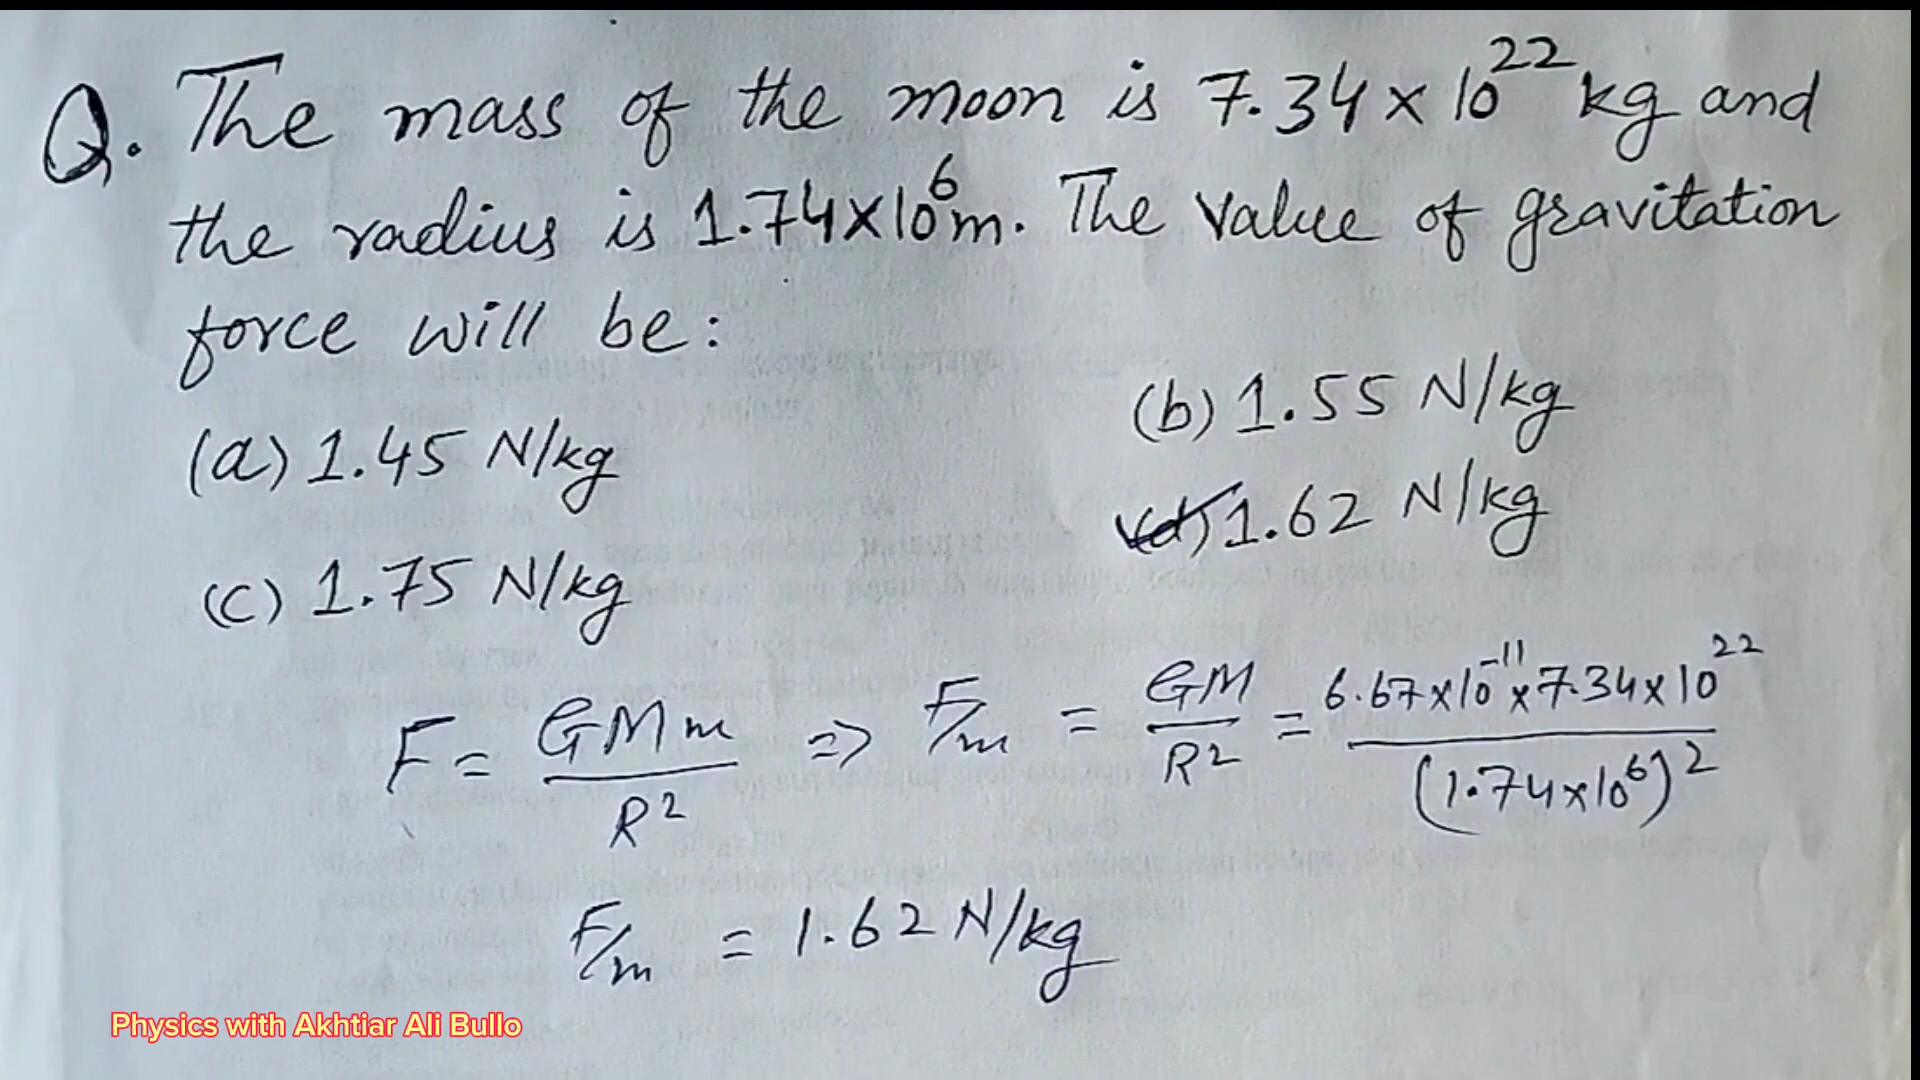 Q. The mass of the moon is 7.34 × 10²² kg and
the radius is 1.74×10⁶m. The value of gravitation
force will be:
(a) 1.45 N/kg (b) 1.55 N/kg
(c) 1.75 N/kg (d) 1.62 N/kg
F = GMm/R² => F/m = GM/R² = 6.67×10⁻¹¹ × 7.34×10²²/(1.74×10⁶)²
F/m = 1.62 N/kg
Physics with Akhtiar Ali Bullo